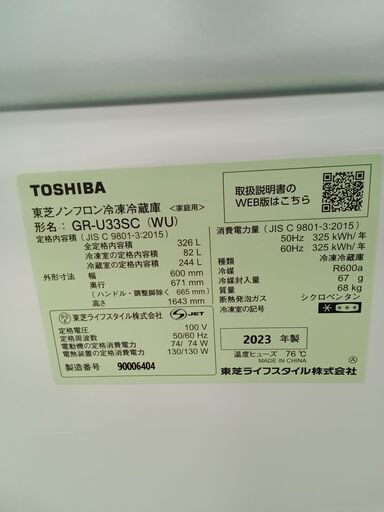 TOSHIBA
東芝ノンフロン冷凍冷蔵庫 <家庭用>
形名: GR-U33SC (WU)
定格内容積 (JIS C 9801-3:2015)
全定格内容積 326 L
冷凍室の定格内容積 82 L
冷蔵室の定格内容積 244 L
外形寸法 幅 600 mm
奥行 671 mm
(ハンドル・調整脚除く 665 mm)
高さ 1643 mm
東芝ライフスタイル株式会社 JET
定格電圧 100 V
定格周波数 50/60 Hz
電動機の定格消費電力 74/ 74 W
電熱装置の定格消費電力 130/130 W
製造番号 90006404
取扱説明書の
WEB版はこちら
消費電力量 (JIS C 9801-3:2015)
50Hz 325 kWh/年
60Hz 325 kWh/年
種類 冷凍冷蔵庫
冷媒 R600a
冷媒封入量 67 g
質量 68 kg
断熱発泡ガス シクロペンタン
冷凍室の記号
2023 年製
温度ヒューズ 76℃
MADE IN CHINA
東芝ライフスタイル株式会社